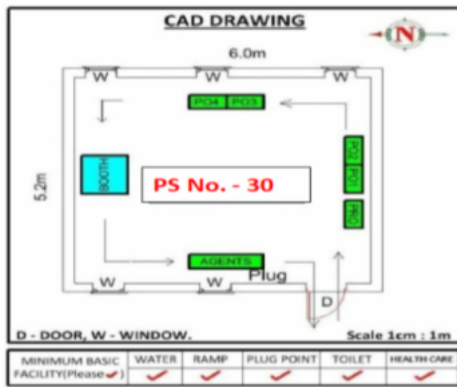 CAD DRAWING
N
6.0m
W W W
PO4 PO3
5.2m
BOOTH
PO2
PO1
PS No. - 30
PRO
AGENTS
Plug
W W
D
D - DOOR, W - WINDOW. Scale 1cm : 1m
MINIMUM BASIC FACILITY(Please ✓) WATER RAMP PLUG POINT TOILET HEALTH CARE
✓ ✓ ✓ ✓ ✓